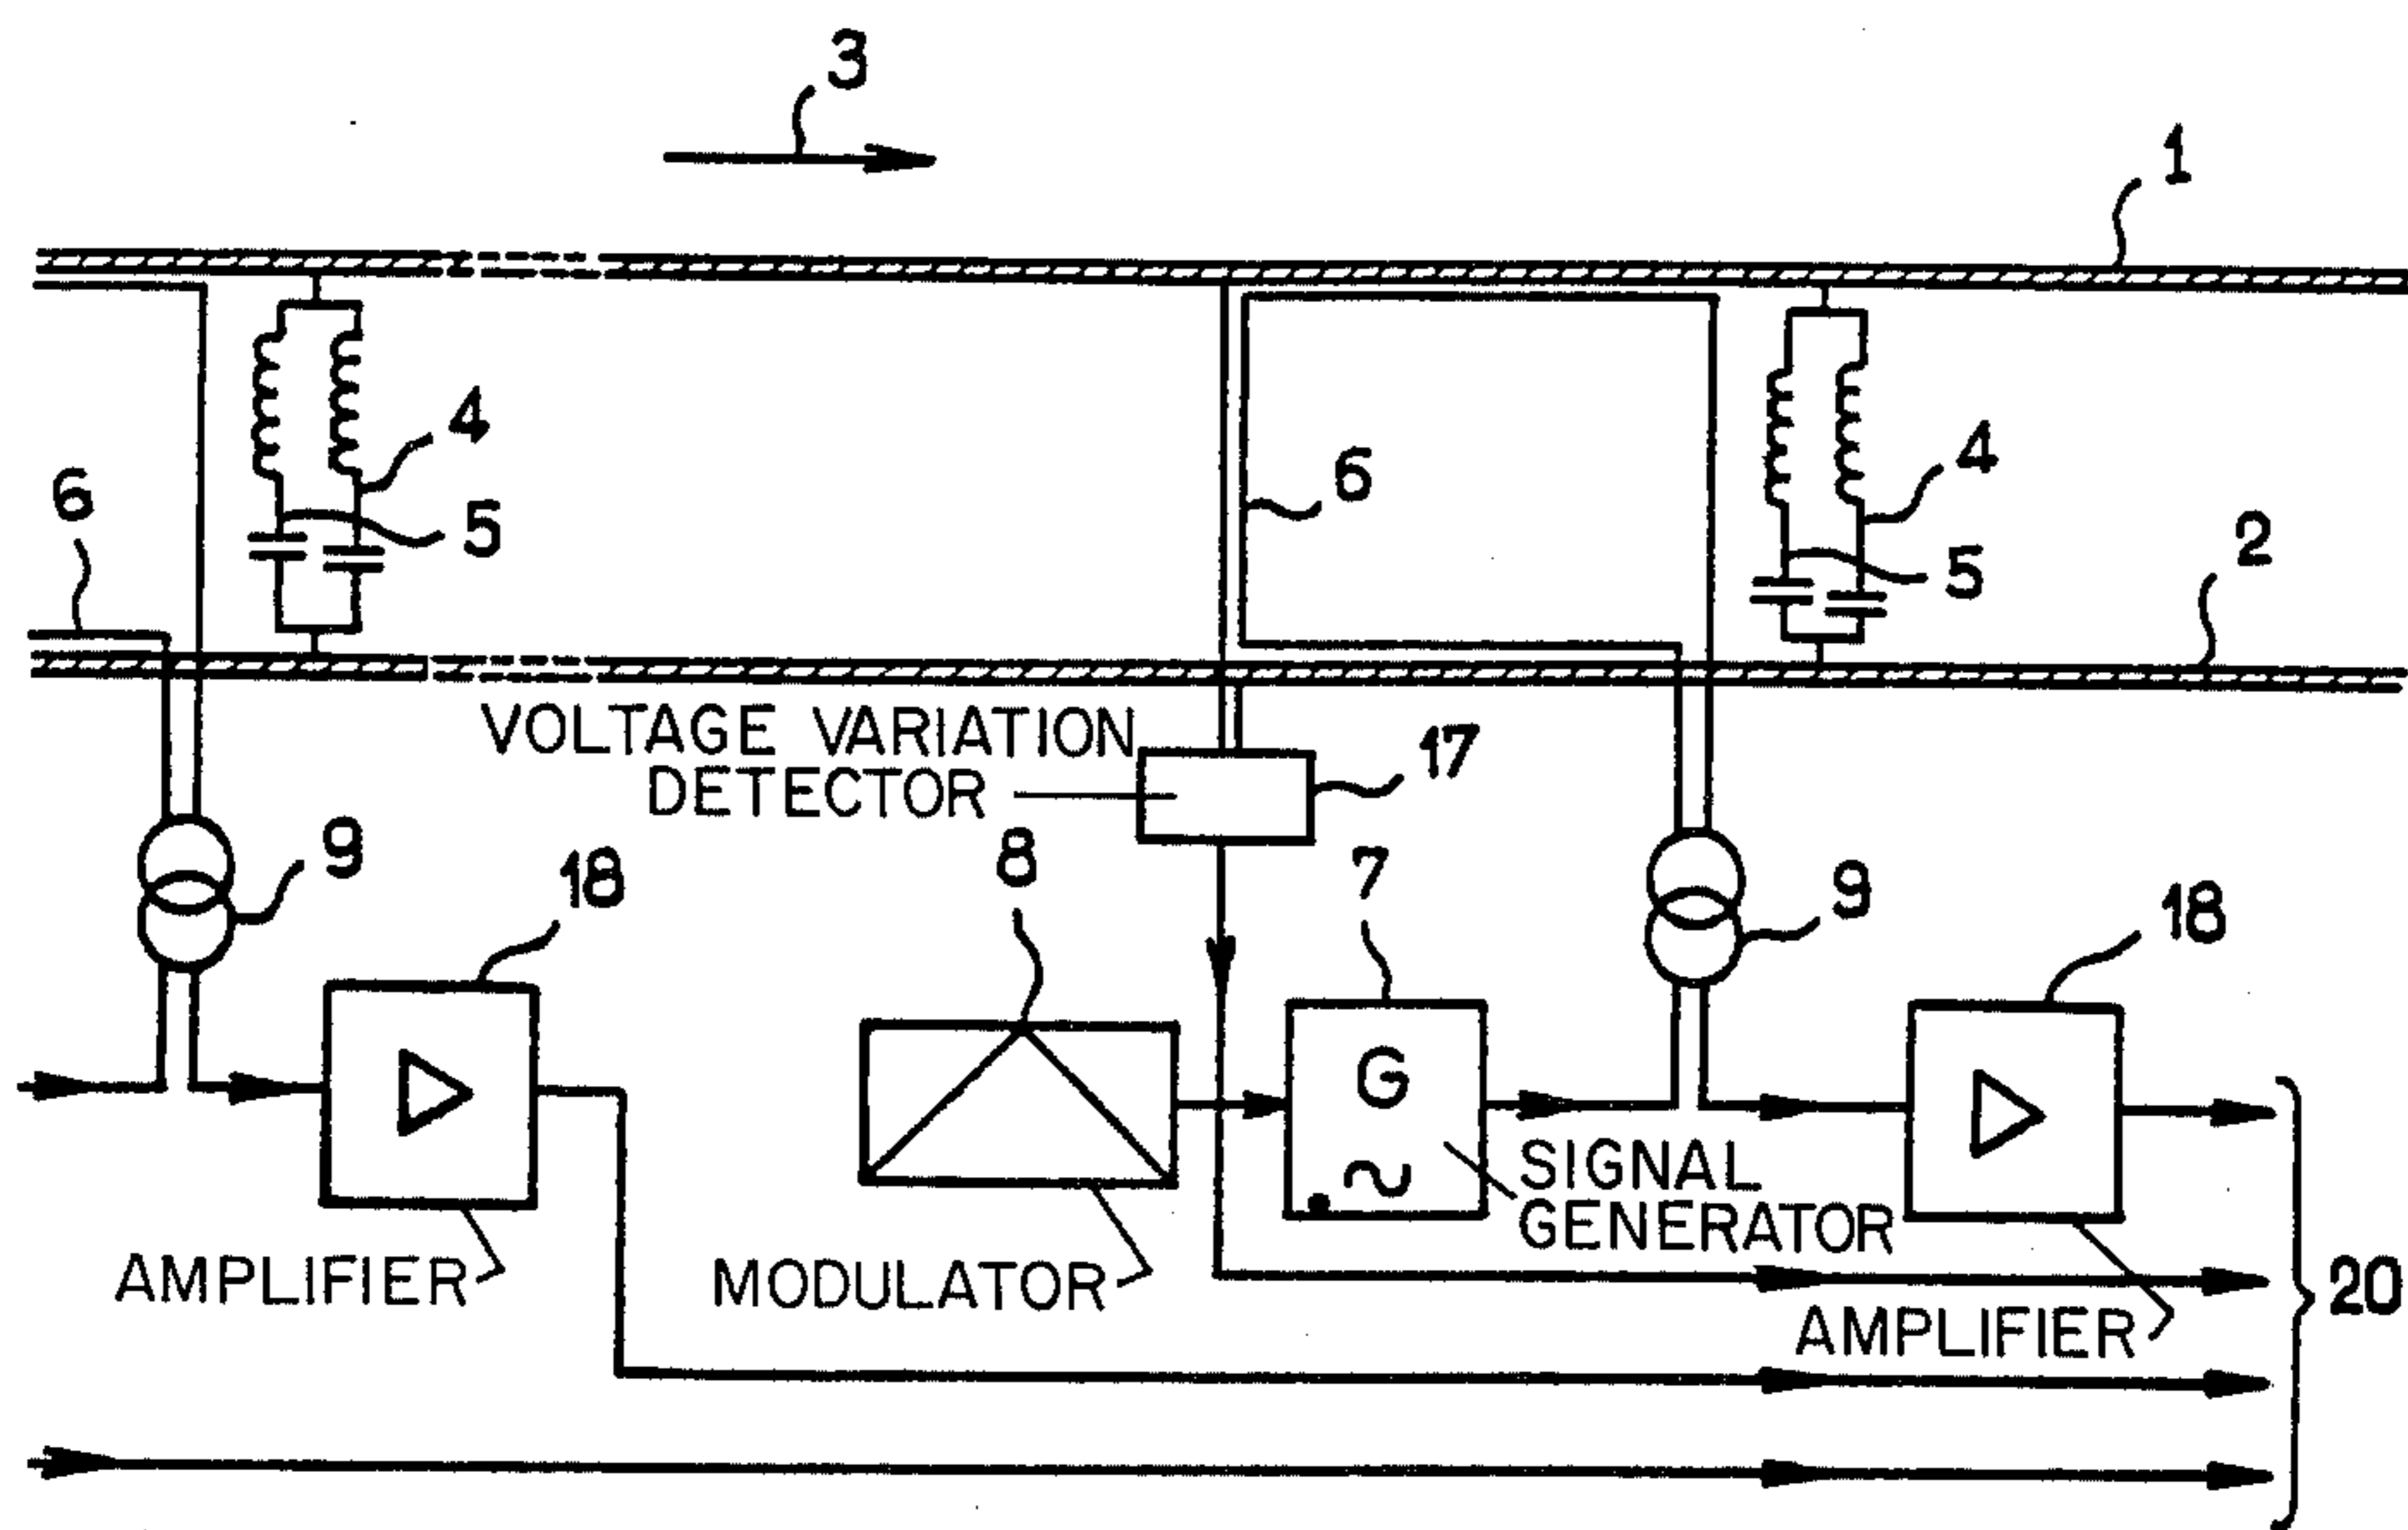 3
1
4
4
6
6
5
5
2
VOLTAGE VARIATION
DETECTOR
17
9
18
8
7
9
18
G
~
SIGNAL
GENERATOR
AMPLIFIER
MODULATOR
AMPLIFIER
20